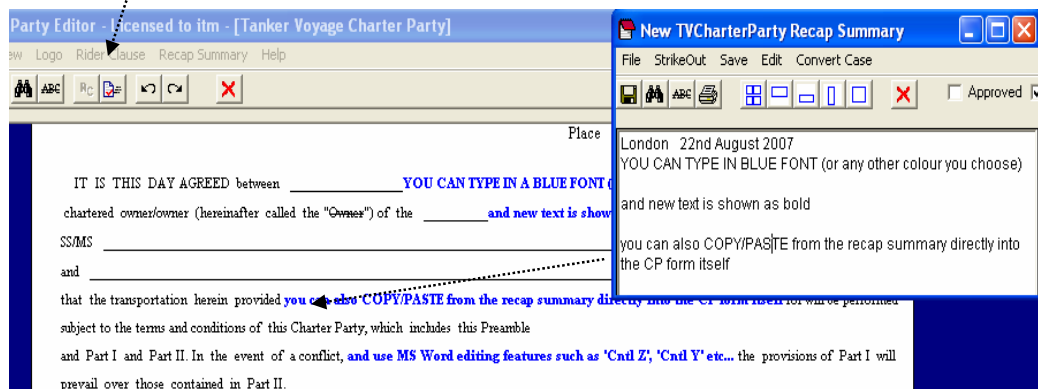 Party Editor - Licensed to itm - [Tanker Voyage Charter Party]
ew Logo Rider Clause Recap Summary Help
ABC RC
Place
IT IS THIS DAY AGREED between YOU CAN TYPE IN A BLUE FONT (
chartered owner/owner (hereinafter called the "Owner") of the and new text is show
SS/MS
and
that the transportation herein provided you can also COPY/PASTE from the recap summary directly into the CP form itself for will be performed
subject to the terms and conditions of this Charter Party, which includes this Preamble
and Part I and Part II. In the event of a conflict, and use MS Word editing features such as 'Cntl Z', 'Cntl Y' etc... the provisions of Part I will
prevail over those contained in Part II.
New TVCharterParty Recap Summary
File StrikeOut Save Edit Convert Case
ABC Approved
London 22nd August 2007
YOU CAN TYPE IN BLUE FONT (or any other colour you choose)
and new text is shown as bold
you can also COPY/PASTE from the recap summary directly into
the CP form itself